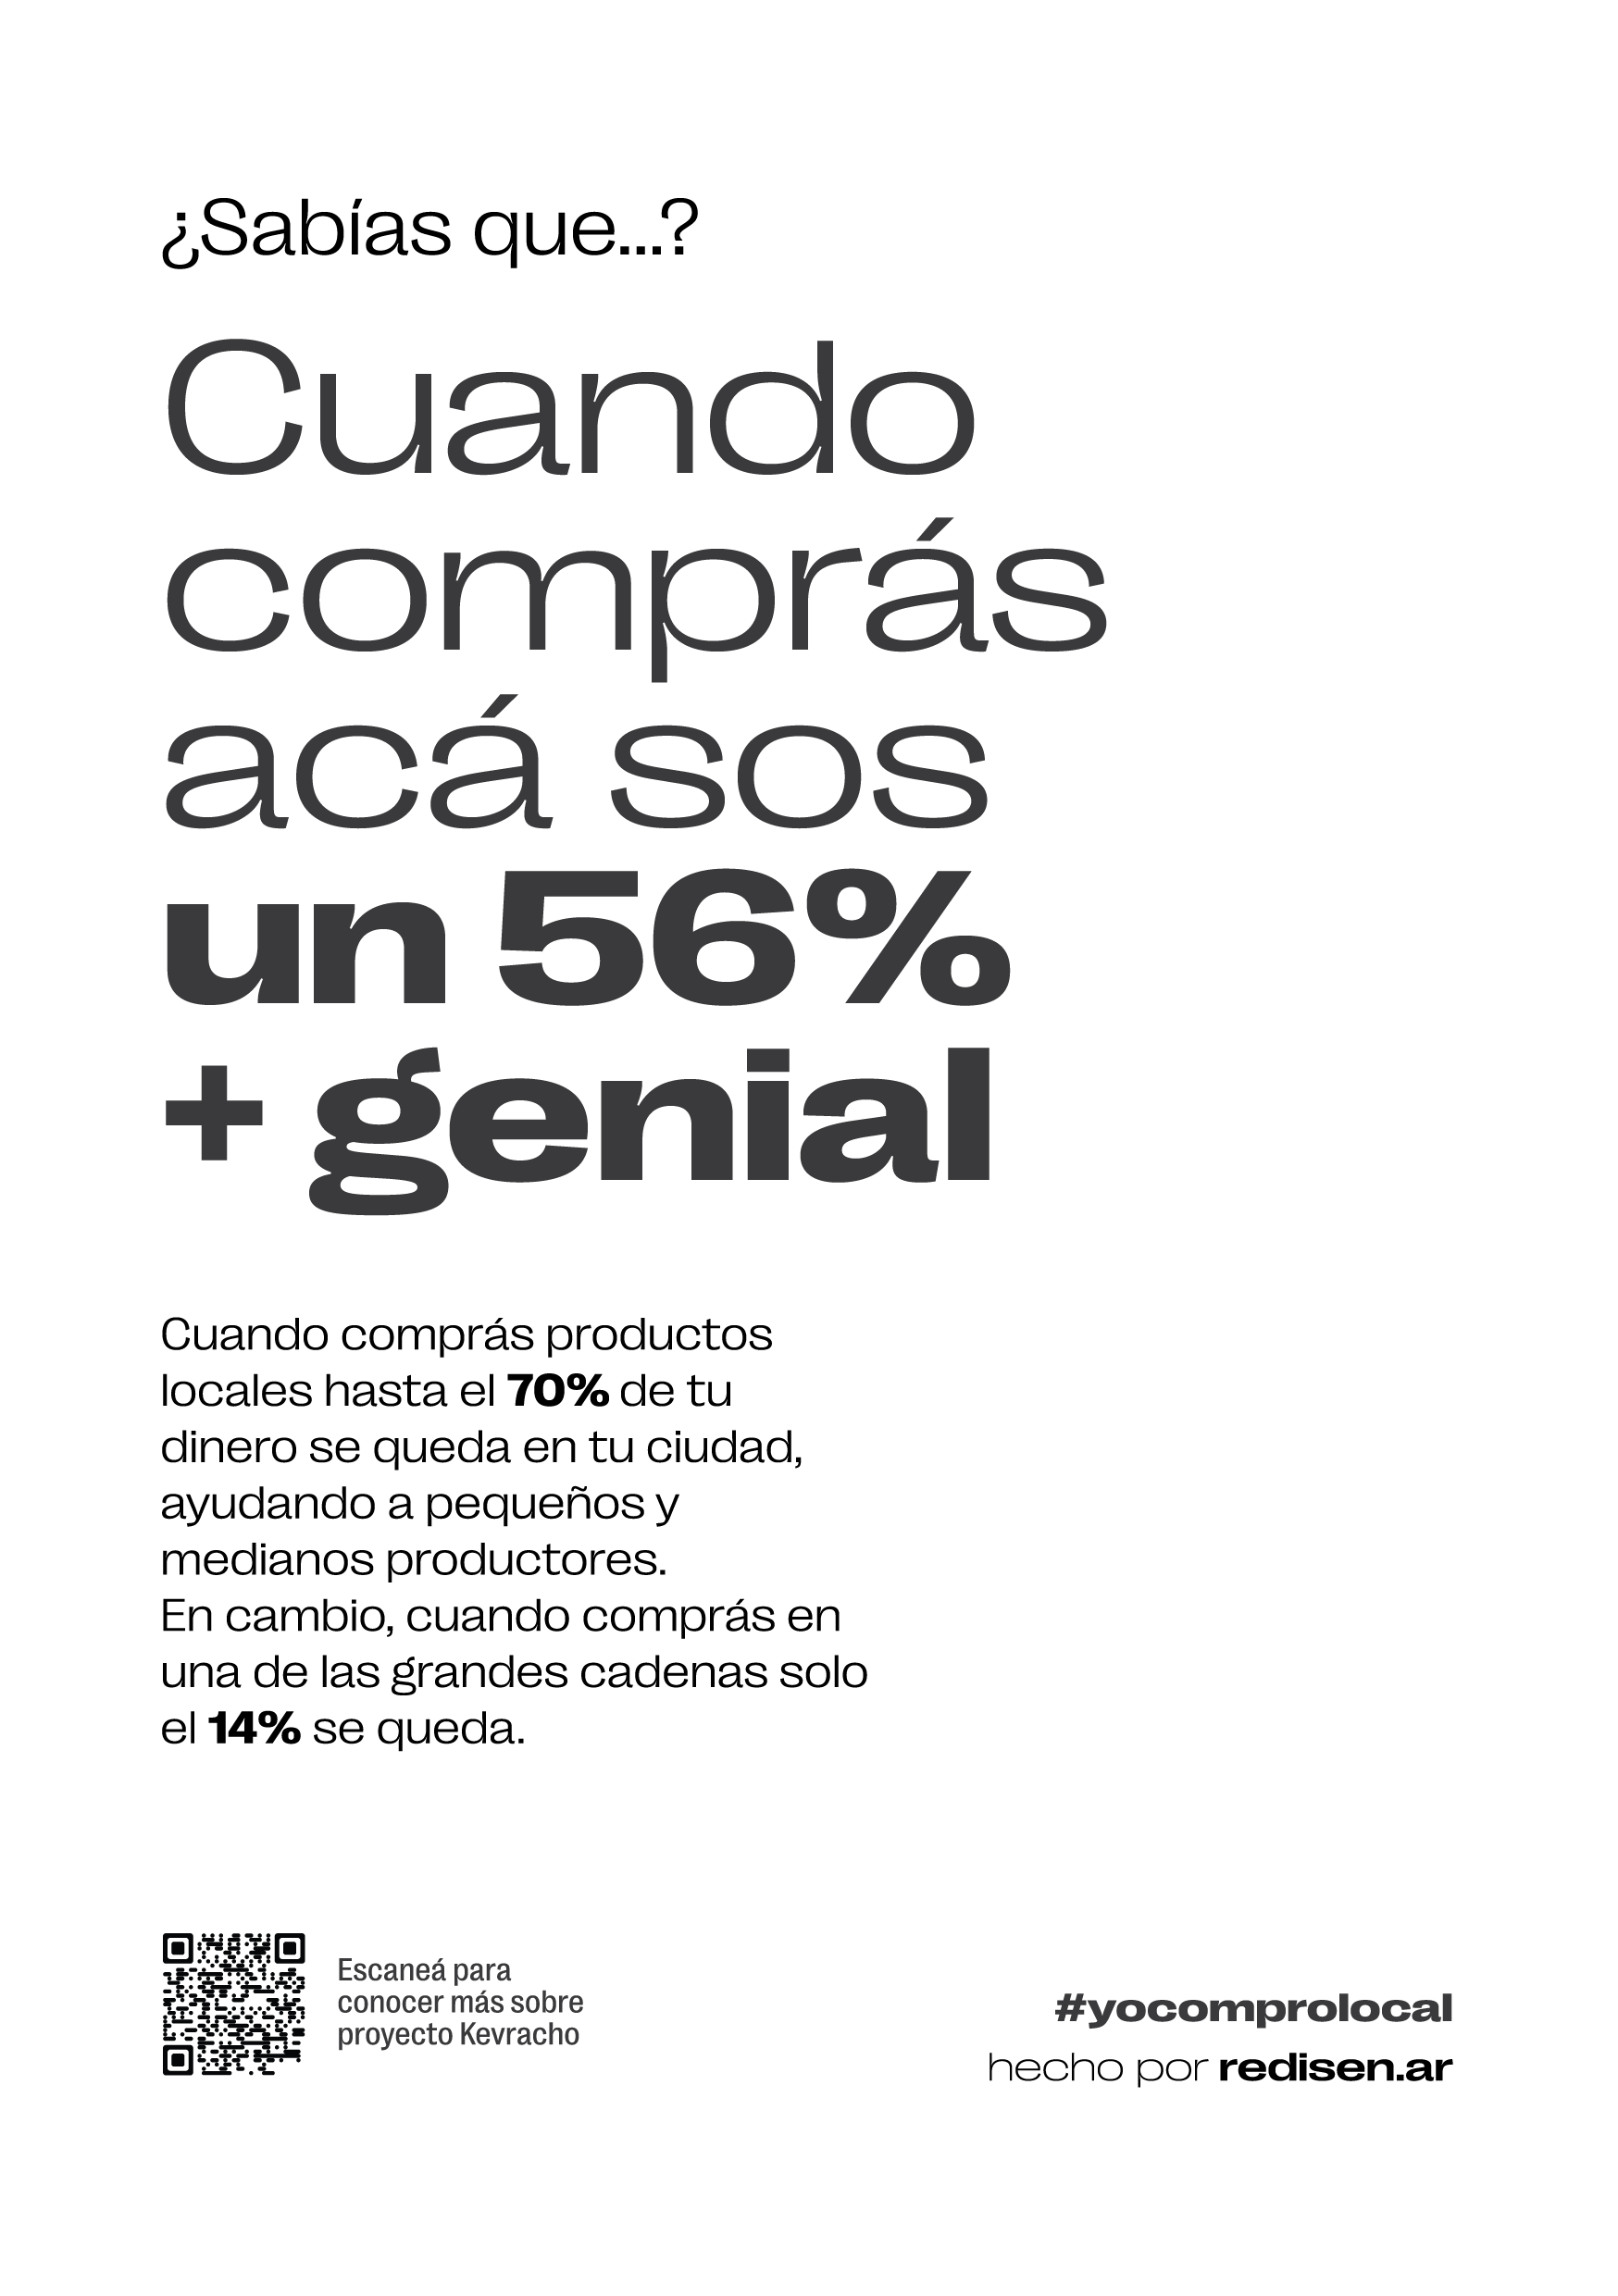 ¿Sabías que...?
Cuando
comprás
acá sos
un 56%
+ genial
Cuando comprás productos
locales hasta el 70% de tu
dinero se queda en tu ciudad,
ayudando a pequeños y
medianos productores.
En cambio, cuando comprás en
una de las grandes cadenas solo
el 14% se queda.
Escaneá para
conocer más sobre
proyecto Kevracho
#yocomprolocal
hecho por redisen.ar